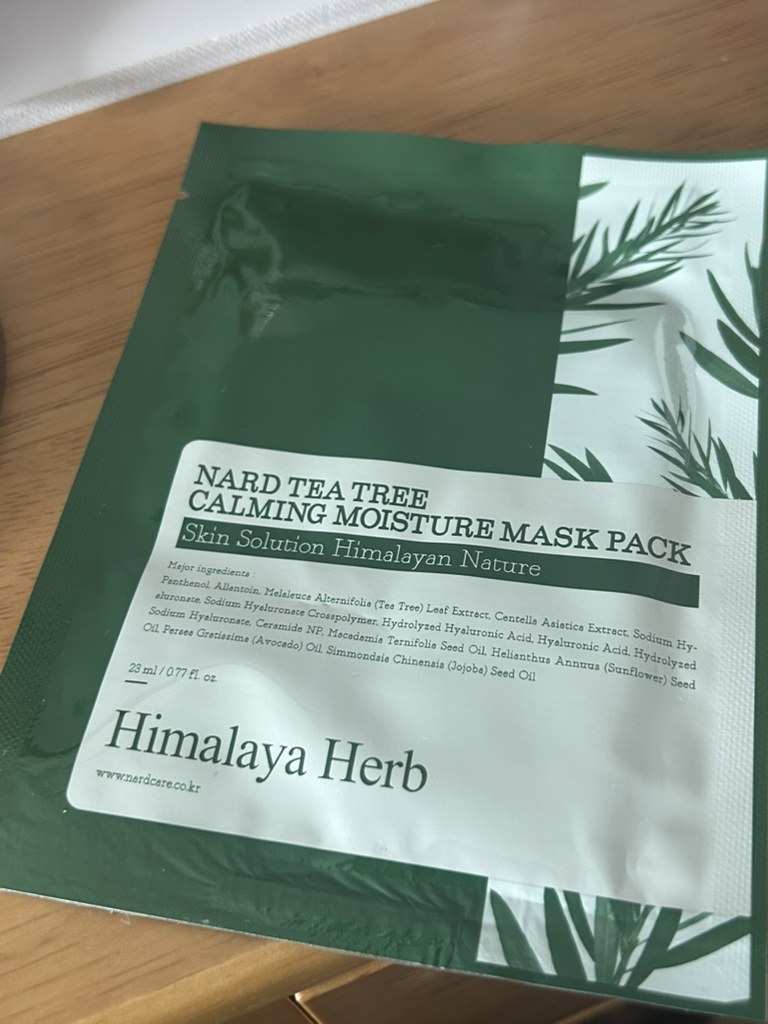 NARD TEA TREE
CALMING MOISTURE MASK PACK
Skin Solution Himalayan Nature
Major ingredients :
Panthenol, Allantoin, Melaleuca Alternifolia (Tea Tree) Leaf Extract, Centella Asiatica Extract, Sodium Hy-
aluronate, Sodium Hyaluronate Crosspolymer, Hydrolyzed Hyaluronic Acid, Hyaluronic Acid, Hydrolyzed
Sodium Hyaluronate, Ceramide NP, Macadamia Ternifolia Seed Oil, Helianthus Annuus (Sunflower) Seed
Oil, Persea Gratissima (Avocado) Oil, Simmondsia Chinensis (Jojoba) Seed Oil
23 ml / 0.77 fl. oz.
Himalaya Herb
www.nardcare.co.kr